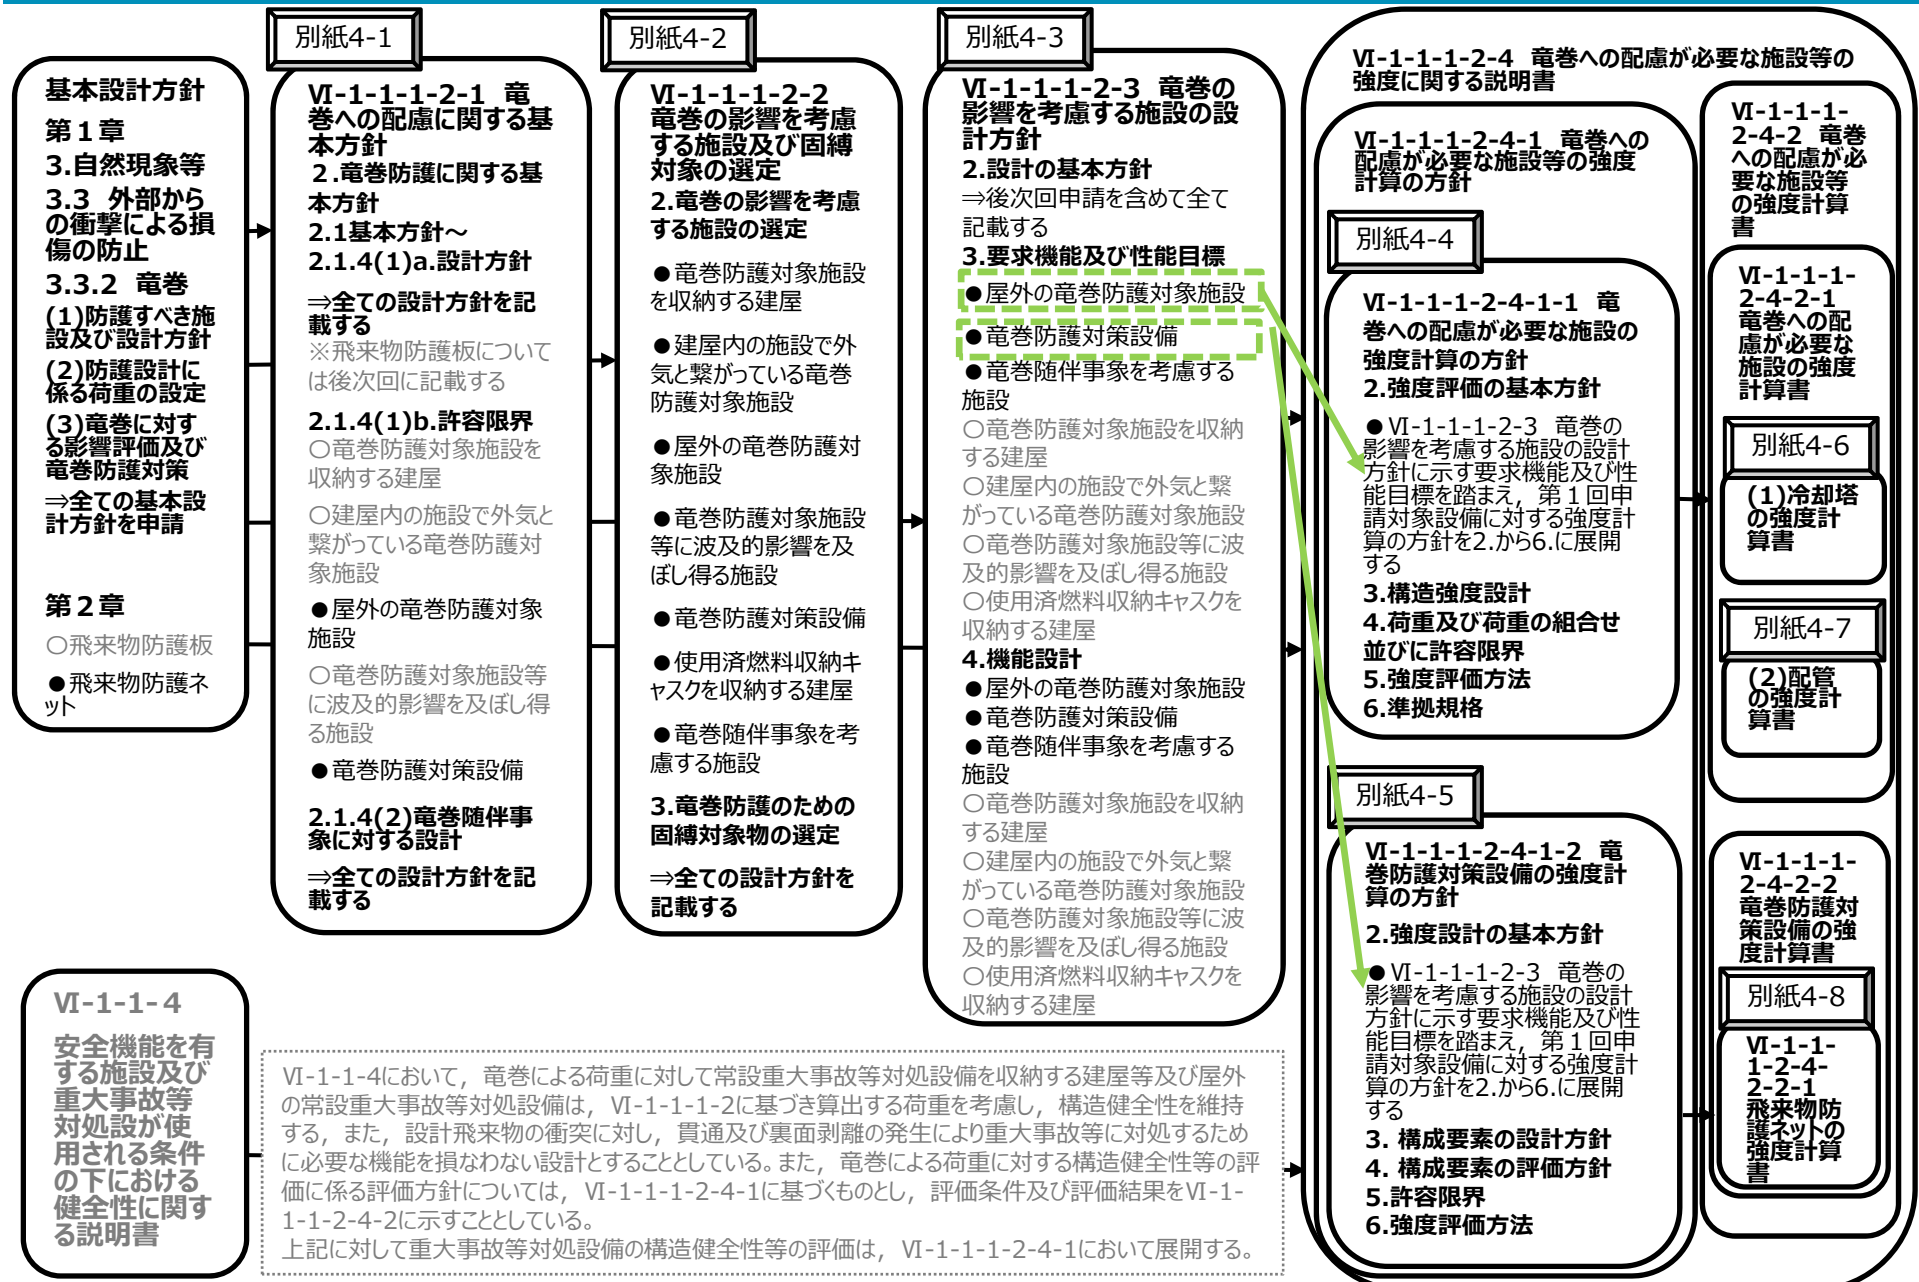 基本設計方針
第１章
3.自然現象等
3.3 外部から
の衝撃による損
傷の防止
3.3.2 竜巻
(1)防護すべき施
設及び設計方針
(2)防護設計に
係る荷重の設定
(3)竜巻に対す
る影響評価及び
竜巻防護対策
⇒全ての基本設
計方針を申請
第２章
○飛来物防護板
●飛来物防護ネ
ット
別紙4-1
Ⅵ-1-1-1-2-1 竜
巻への配慮に関する基
本方針
２.竜巻防護に関する基
本方針
2.1基本方針～
2.1.4(1)a.設計方針
⇒全ての設計方針を記
載する
※飛来物防護板について
は後次回に記載する
2.1.4(1)b.許容限界
○竜巻防護対象施設を
収納する建屋
○建屋内の施設で外気と
繋がっている竜巻防護対
象施設
●屋外の竜巻防護対象
施設
○竜巻防護対象施設等
に波及的影響を及ぼし得
る施設
●竜巻防護対策設備
2.1.4(2)竜巻随伴事
象に対する設計
⇒全ての設計方針を記
載する
別紙4-2
Ⅵ-1-1-1-2-2
竜巻の影響を考慮
する施設及び固縛
対象の選定
2.竜巻の影響を考慮
する施設の選定
●竜巻防護対象施設
を収納する建屋
●建屋内の施設で外
気と繋がっている竜巻
防護対象施設
●屋外の竜巻防護対
象施設
●竜巻防護対象施設
等に波及的影響を及
ぼし得る施設
●竜巻防護対策設備
●使用済燃料収納キ
ャスクを収納する建屋
●竜巻随伴事象を考
慮する施設
3.竜巻防護のための
固縛対象物の選定
⇒全ての設計方針を
記載する
別紙4-3
Ⅵ-1-1-1-2-3 竜巻の
影響を考慮する施設の設
計方針
2.設計の基本方針
⇒後次回申請を含めて全て
記載する
3.要求機能及び性能目標
●屋外の竜巻防護対象施設
●竜巻防護対策設備
●竜巻随伴事象を考慮する
施設
○竜巻防護対象施設を収納
する建屋
○建屋内の施設で外気と繋
がっている竜巻防護対象施設
○竜巻防護対象施設等に波
及的影響を及ぼし得る施設
○使用済燃料収納キャスクを
収納する建屋
4.機能設計
●屋外の竜巻防護対象施設
●竜巻防護対策設備
●竜巻随伴事象を考慮する
施設
○竜巻防護対象施設を収納
する建屋
○建屋内の施設で外気と繋
がっている竜巻防護対象施設
○竜巻防護対象施設等に波
及的影響を及ぼし得る施設
○使用済燃料収納キャスクを
収納する建屋
Ⅵ-1-1-1-2-4 竜巻への配慮が必要な施設等の
強度に関する説明書
Ⅵ-1-1-1-2-4-1 竜巻への
配慮が必要な施設等の強度
計算の方針
別紙4-4
Ⅵ-1-1-1-2-4-1-1 竜
巻への配慮が必要な施設の
強度計算の方針
2.強度評価の基本方針
●Ⅵ-1-1-1-2-3 竜巻の
影響を考慮する施設の設計
方針に示す要求機能及び性
能目標を踏まえ，第１回申
請対象設備に対する強度計
算の方針を2.から6.に展開
する
3.構造強度設計
4.荷重及び荷重の組合せ
並びに許容限界
5.強度評価方法
6.準拠規格
別紙4-5
Ⅵ-1-1-1-2-4-1-2 竜
巻防護対策設備の強度計
算の方針
2.強度設計の基本方針
●Ⅵ-1-1-1-2-3 竜巻の
影響を考慮する施設の設計
方針に示す要求機能及び性
能目標を踏まえ，第１回申
請対象設備に対する強度計
算の方針を2.から6.に展開
する
3. 構成要素の設計方針
4. 構成要素の評価方針
5.許容限界
6.強度評価方法
Ⅵ-1-1-1-
2-4-2 竜巻
への配慮が必
要な施設等
の強度計算
書
Ⅵ-1-1-1-
2-4-2-1
竜巻への配
慮が必要な
施設の強度
計算書
別紙4-6
(1)冷却塔
の強度計
算書
別紙4-7
(2)配管
の強度計
算書
Ⅵ-1-1-1-
2-4-2-2
竜巻防護対
策設備の強
度計算書
別紙4-8
Ⅵ-1-1-
1-2-4-
2-2-1
飛来物防
護ネットの
強度計算
書
Ⅵ-1-1-４
安全機能を有
する施設及び
重大事故等
対処設が使
用される条件
の下における
健全性に関す
る説明書
Ⅵ-1-1-4において，竜巻による荷重に対して常設重大事故等対処設備を収納する建屋等及び屋外
の常設重大事故等対処設備は，Ⅵ-1-1-1-2に基づき算出する荷重を考慮し，構造健全性を維持
する，また，設計飛来物の衝突に対し，貫通及び裏面剥離の発生により重大事故等に対処するため
に必要な機能を損なわない設計とすることとしている。また，竜巻による荷重に対する構造健全性等の評
価に係る評価方針については，Ⅵ-1-1-1-2-4-1に基づくものとし，評価条件及び評価結果をⅥ-1-
1-1-2-4-2に示すこととしている。
上記に対して重大事故等対処設備の構造健全性等の評価は，Ⅵ-1-1-1-2-4-1において展開する。